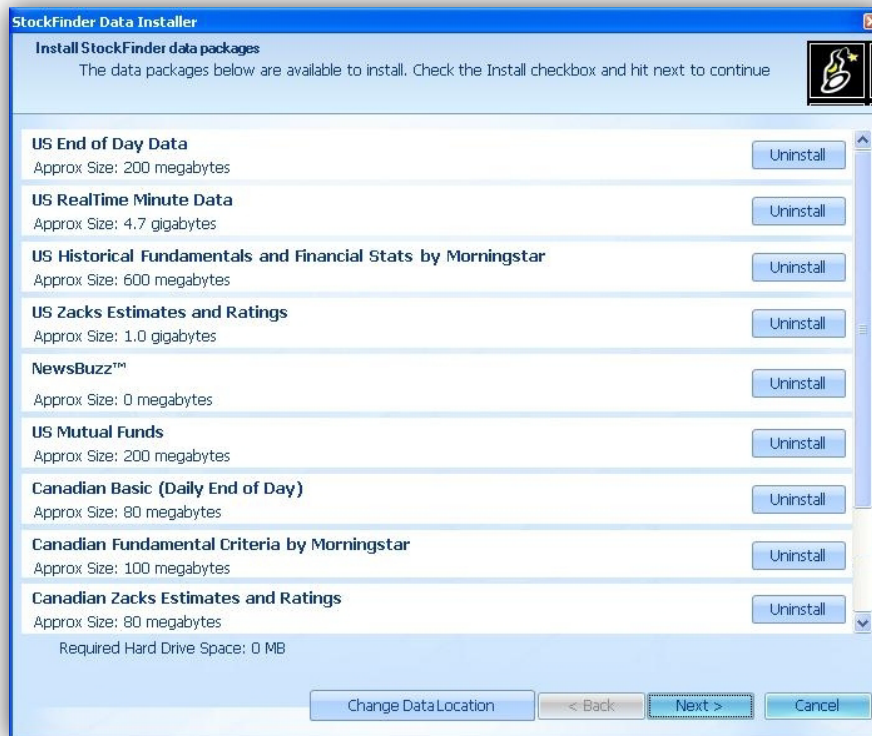 StockFinder Data Installer
Install StockFinder data packages
The data packages below are available to install. Check the Install checkbox and hit next to continue
US End of Day Data
Approx Size: 200 megabytes
Uninstall
US RealTime Minute Data
Approx Size: 4.7 gigabytes
Uninstall
US Historical Fundamentals and Financial Stats by Morningstar
Approx Size: 600 megabytes
Uninstall
US Zacks Estimates and Ratings
Approx Size: 1.0 gigabytes
Uninstall
NewsBuzz™
Approx Size: 0 megabytes
Uninstall
US Mutual Funds
Approx Size: 200 megabytes
Uninstall
Canadian Basic (Daily End of Day)
Approx Size: 80 megabytes
Uninstall
Canadian Fundamental Criteria by Morningstar
Approx Size: 100 megabytes
Uninstall
Canadian Zacks Estimates and Ratings
Approx Size: 80 megabytes
Uninstall
Required Hard Drive Space: 0 MB
Change Data Location < Back Next > Cancel